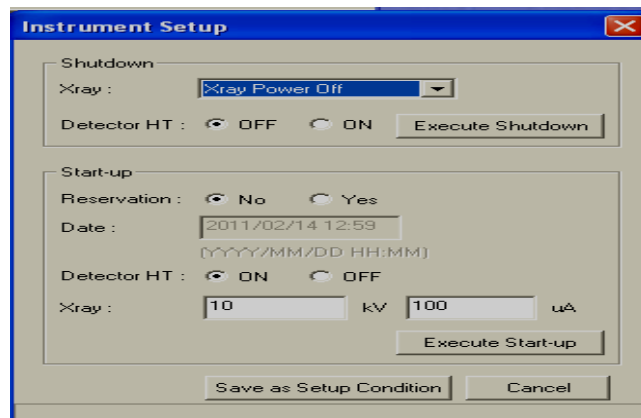 Instrument Setup
Shutdown
Xray :
Xray Power Off
Detector HT :
OFF
ON
Execute Shutdown
Start-up
Reservation :
No
Yes
Date :
2011/02/14 12:59
(YYYY/MM/DD HH:MM)
Detector HT :
ON
OFF
Xray :
10
kV
100
uA
Execute Start-up
Save as Setup Condition
Cancel